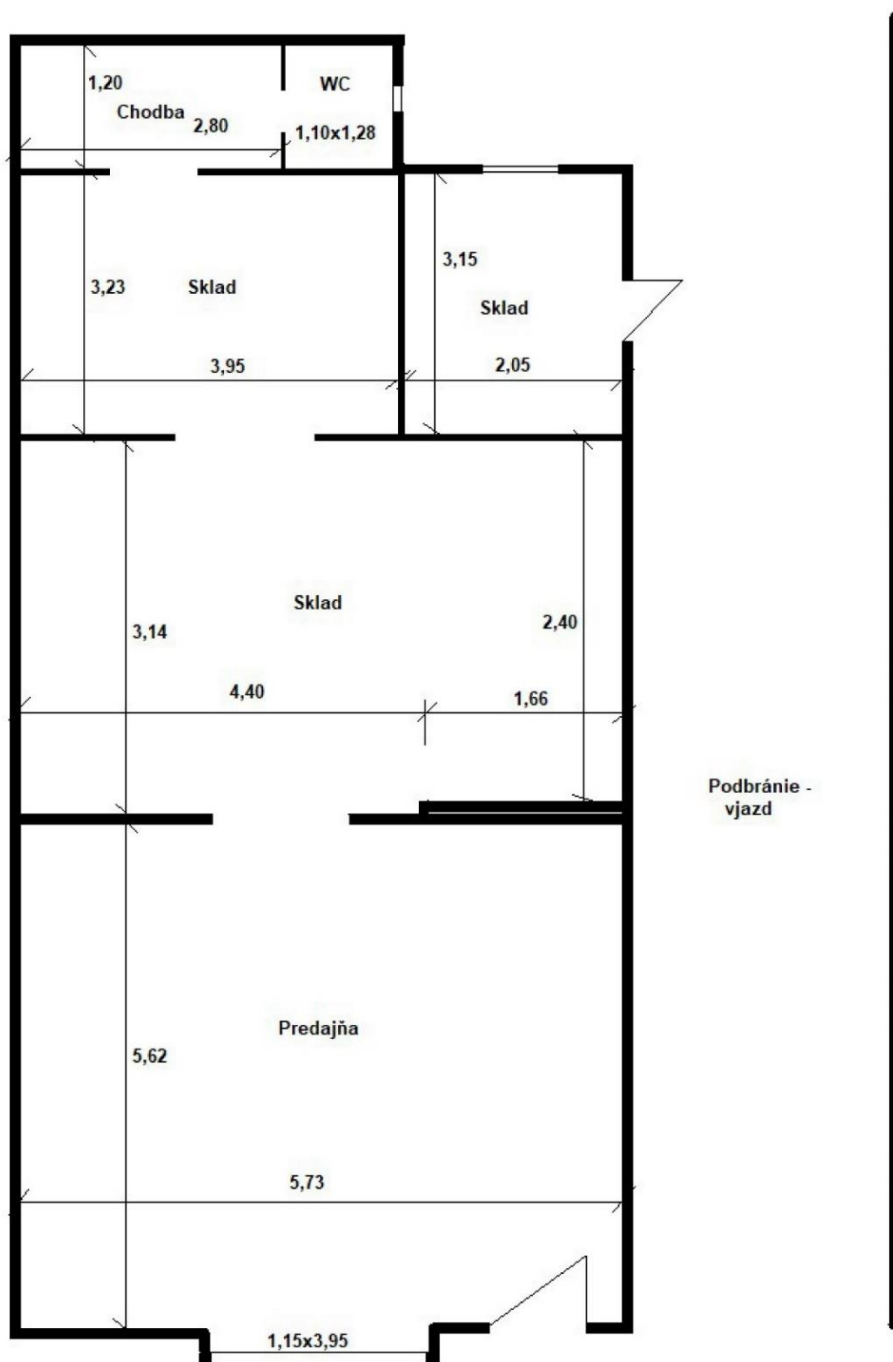 1,20
WC
Chodba
2,80
1,10x1,28
3,15
3,23
Sklad
Sklad
3,95
2,05
Sklad
3,14
2,40
4,40
1,66
Podbránie -
vjazd
Predajňa
5,62
5,73
1,15x3,95